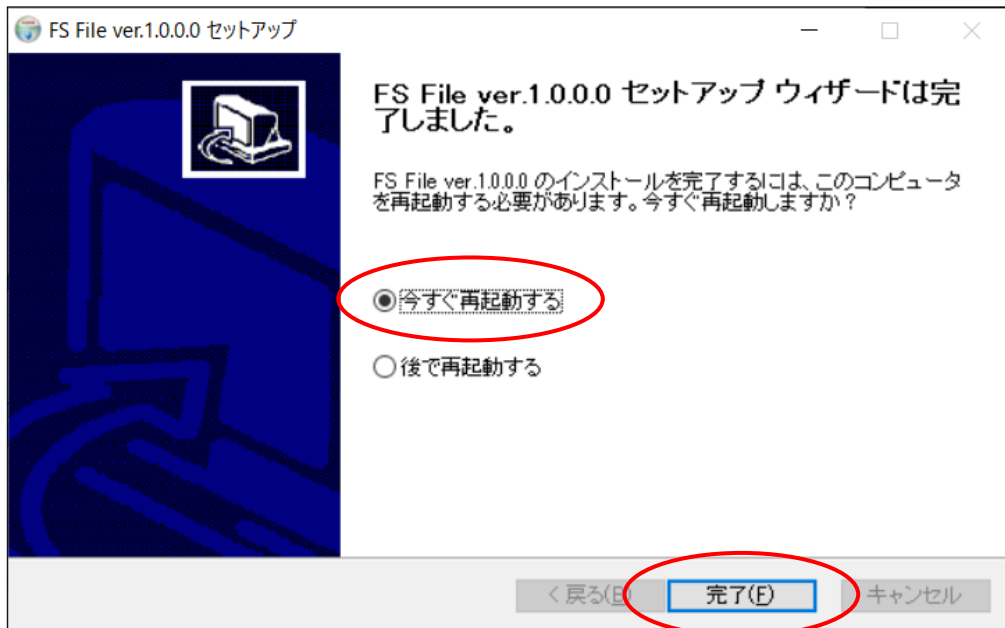 FS File ver.1.0.0.0 セットアップ
FS File ver.1.0.0.0 セットアップ ウィザードは完
了しました。
FS File ver.1.0.0.0 のインストールを完了するには、このコンピュータ
を再起動する必要があります。今すぐ再起動しますか？
今すぐ再起動する
後で再起動する
< 戻る(B) 完了(F) キャンセル